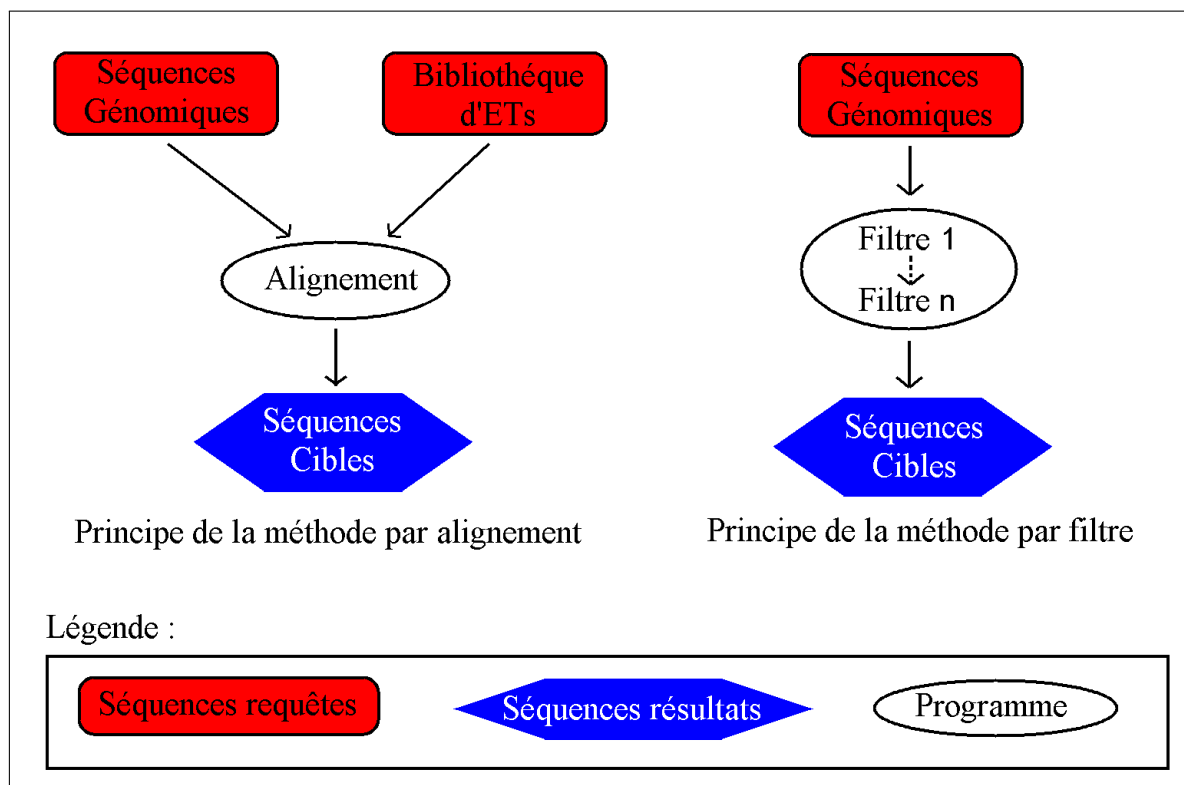 Séquences
Génomiques
Bibliothéque
d'ETs
Alignement
Séquences
Cibles
Principe de la méthode par alignement
Séquences
Génomiques
Filtre 1
Filtre n
Séquences
Cibles
Principe de la méthode par filtre
Légende :
Séquences requêtes
Séquences résultats
Programme